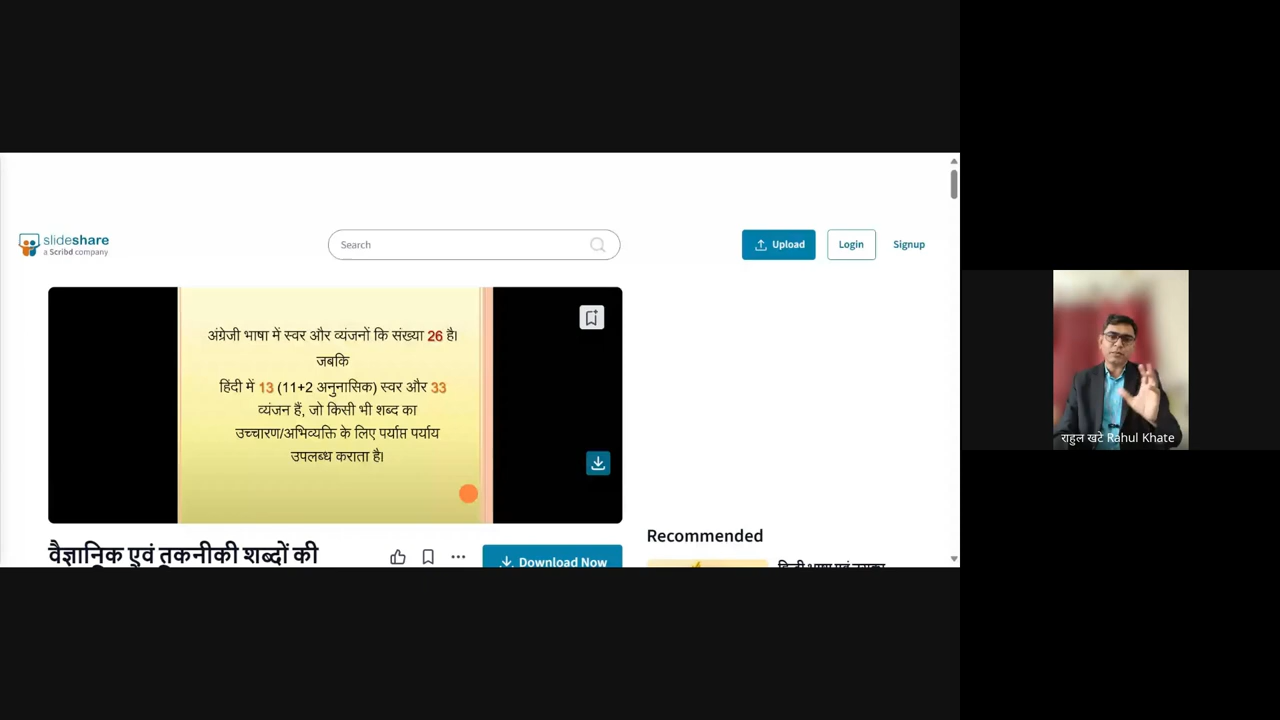 slideshare
a Scribd company
Search
Upload
Login
Signup
अंग्रेजी भाषा में स्वर और व्यंजनों कि संख्या 26 है।
जबकि
हिंदी में 13 (11+2 अनुनासिक) स्वर और 33
व्यंजन हैं, जो किसी भी शब्द का
उच्चारण/अभिव्यक्ति के लिए पर्याप्त पर्याय
उपलब्ध कराता है।
वैज्ञानिक एवं तकनीकी शब्दों की
Download Now
Recommended
राहुल खटे Rahul Khate